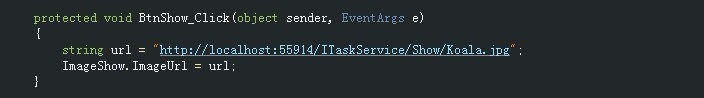 protected void BtnShow_Click(object sender, EventArgs e)
{
string url = "http://localhost:55914/ITaskService/Show/Koala.jpg";
ImageShow.ImageUrl = url;
}